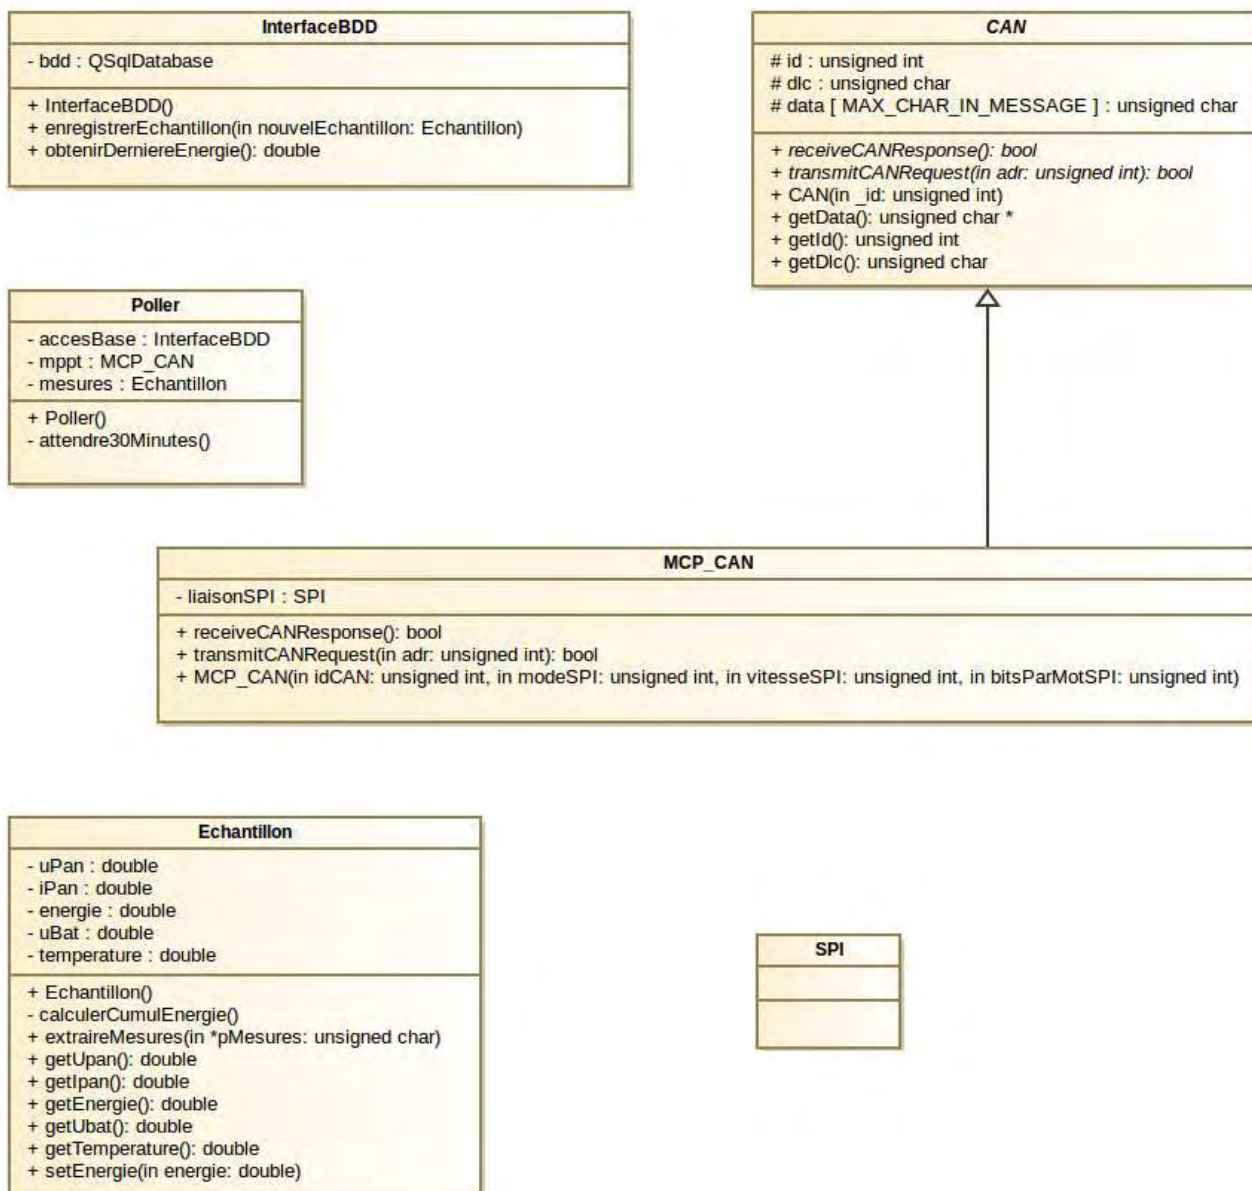 InterfaceBDD
- bdd : QSqlDatabase
+ InterfaceBDD()
+ enregistrerEchantillon(in nouvelEchantillon: Echantillon)
+ obtenirDerniereEnergie(): double
CAN
# id : unsigned int
# dlc : unsigned char
# data [ MAX_CHAR_IN_MESSAGE ] : unsigned char
+ receiveCANResponse(): bool
+ transmitCANRequest(in adr: unsigned int): bool
+ CAN(in _id: unsigned int)
+ getData(): unsigned char *
+ getId(): unsigned int
+ getDlc(): unsigned char
Poller
- accesBase : InterfaceBDD
- mppt : MCP_CAN
- mesures : Echantillon
+ Poller()
- attendre30Minutes()
MCP_CAN
- liaisonSPI : SPI
+ receiveCANResponse(): bool
+ transmitCANRequest(in adr: unsigned int): bool
+ MCP_CAN(in idCAN: unsigned int, in modeSPI: unsigned int, in vitesseSPI: unsigned int, in bitsParMotSPI: unsigned int)
Echantillon
- uPan : double
- iPan : double
- energie : double
- uBat : double
- temperature : double
+ Echantillon()
- calculerCumulEnergie()
+ extraireMesures(in *pMesures: unsigned char)
+ getUpan(): double
+ getIpan(): double
+ getEnergie(): double
+ getUbat(): double
+ getTemperature(): double
+ setEnergie(in energie: double)
SPI